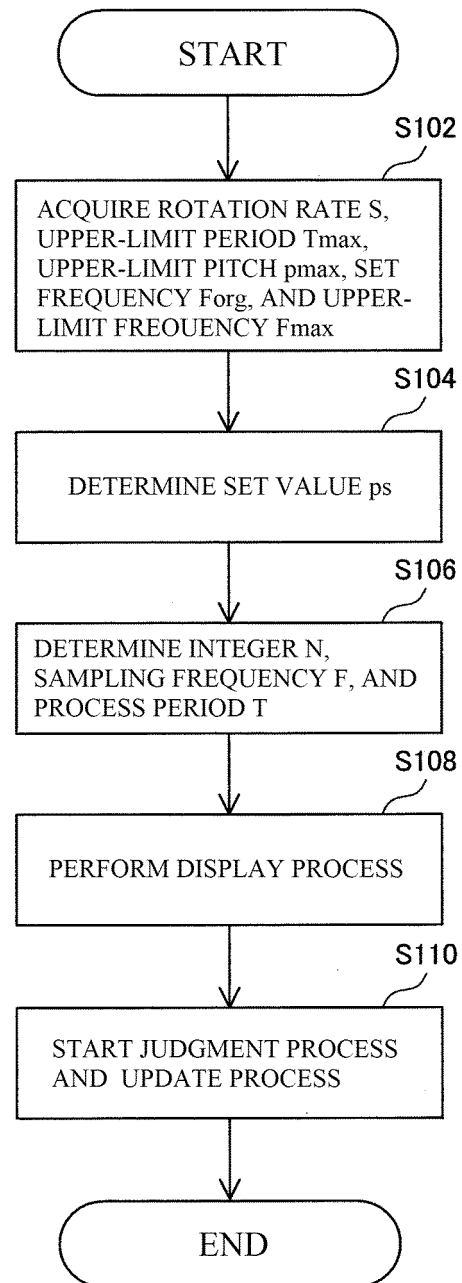 START
S102
ACQUIRE ROTATION RATE S,
UPPER-LIMIT PERIOD Tmax,
UPPER-LIMIT PITCH pmax, SET
FREQUENCY Forg, AND UPPER-
LIMIT FREOUENCY Fmax
S104
DETERMINE SET VALUE ps
S106
DETERMINE INTEGER N,
SAMPLING FREQUENCY F, AND
PROCESS PERIOD T
S108
PERFORM DISPLAY PROCESS
S110
START JUDGMENT PROCESS
AND UPDATE PROCESS
END